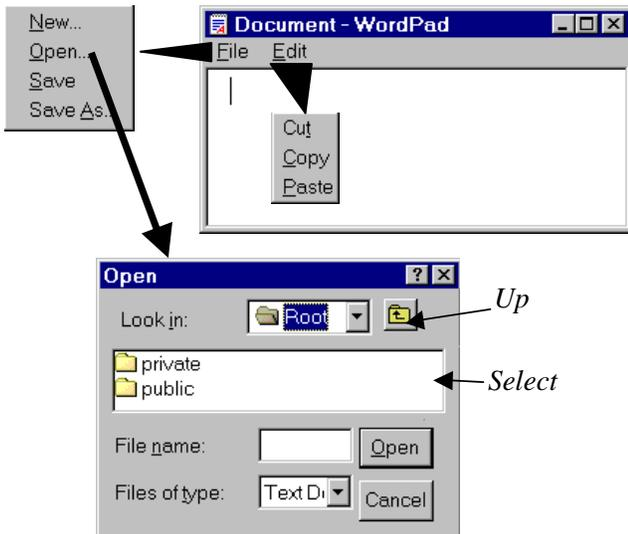 New...
Open...
Save
Save As..
Document - WordPad
File Edit
Cut
Copy
Paste
Open
Look in: Root
Up
private
public
Select
File name: Open
Files of type: Text D Cancel